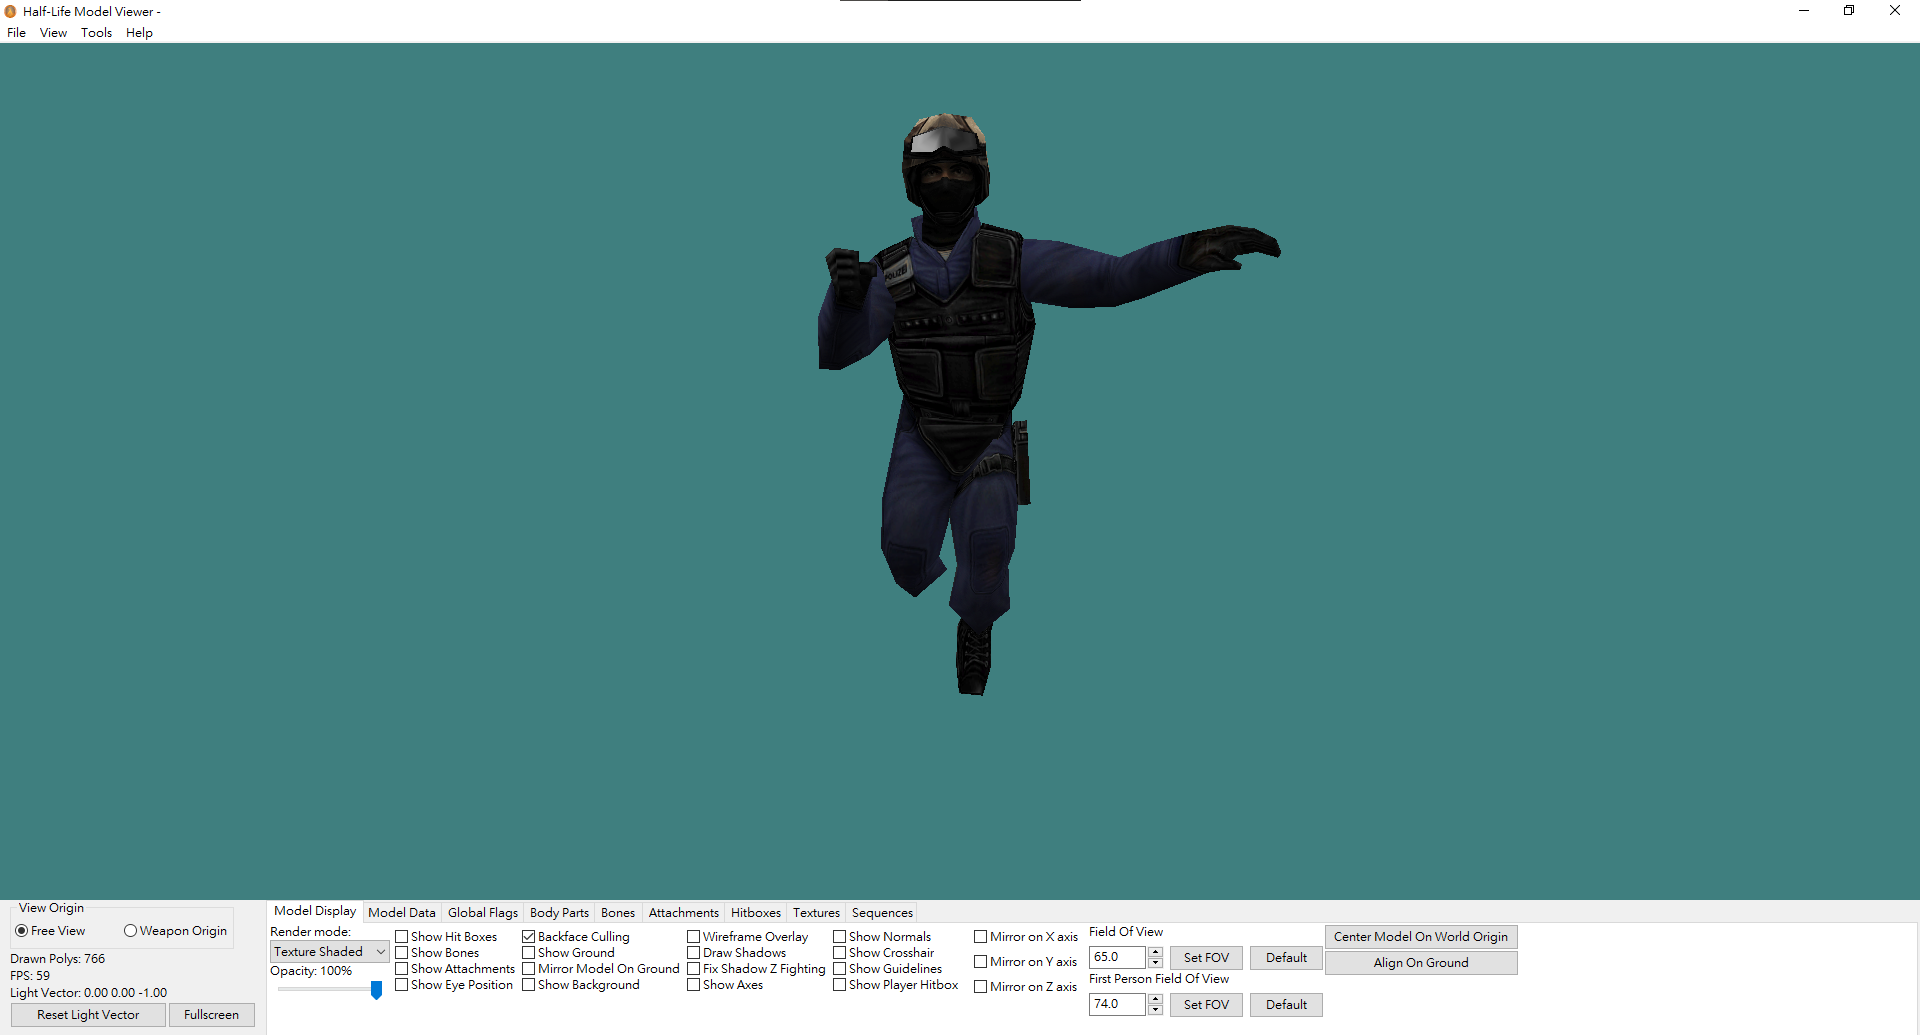 Half-Life Model Viewer -
File View Tools Help
POLIZEI
View Origin
Free View Weapon Origin
Drawn Polys: 766
FPS: 59
Light Vector: 0.00 0.00 -1.00
Reset Light Vector Fullscreen
Model Display Model Data Global Flags Body Parts Bones Attachments Hitboxes Textures Sequences
Render mode:
Texture Shaded
Opacity: 100%
Show Hit Boxes
Show Bones
Show Attachments
Show Eye Position
Backface Culling
Show Ground
Mirror Model On Ground
Show Background
Wireframe Overlay
Draw Shadows
Fix Shadow Z Fighting
Show Axes
Show Normals
Show Crosshair
Show Guidelines
Show Player Hitbox
Mirror on X axis
Mirror on Y axis
Mirror on Z axis
Field Of View
65.0 Set FOV Default
First Person Field Of View
74.0 Set FOV Default
Center Model On World Origin
Align On Ground